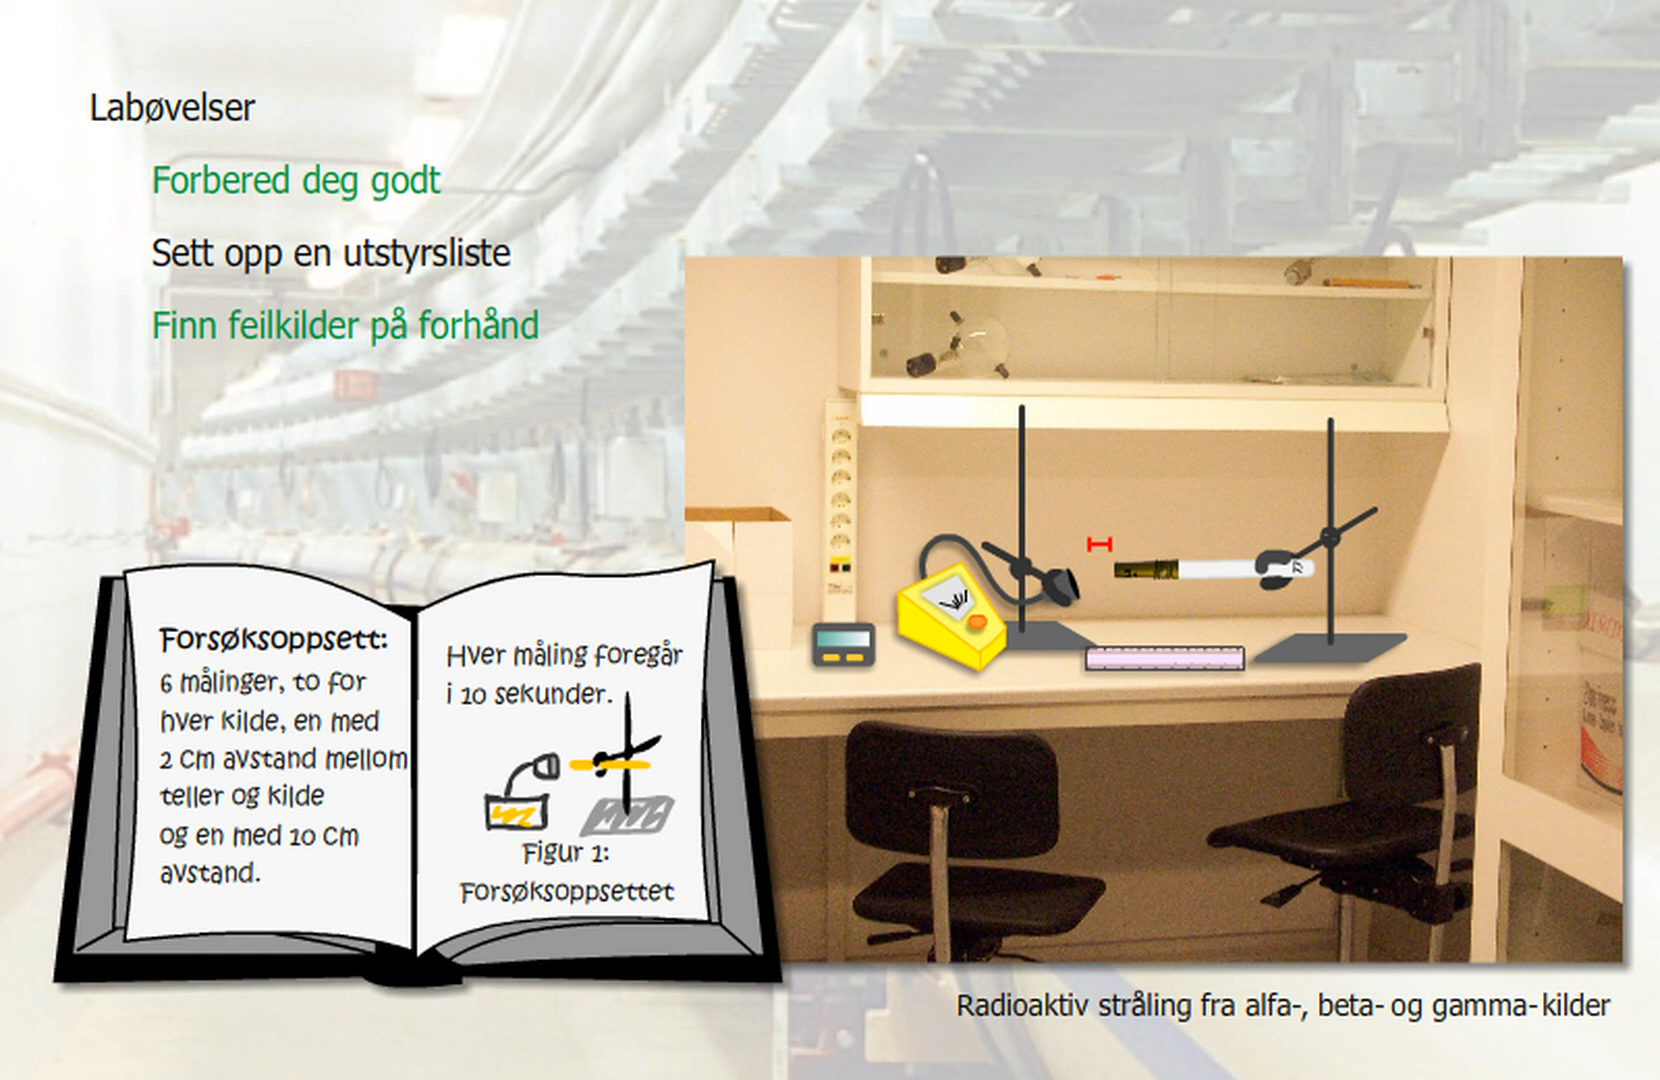 Labøvelser
Forbered deg godt
Sett opp en utstyrsliste
Finn feilkilder på forhånd
Forsøksoppsett:
6 målinger, to for
hver kilde, en med
2 cm avstand mellom
teller og kilde
og en med 10 cm
avstand.
Hver måling foregår
i 10 sekunder.
Figur 1:
Forsøksoppsettet
Radioaktiv stråling fra alfa-, beta- og gamma-kilder